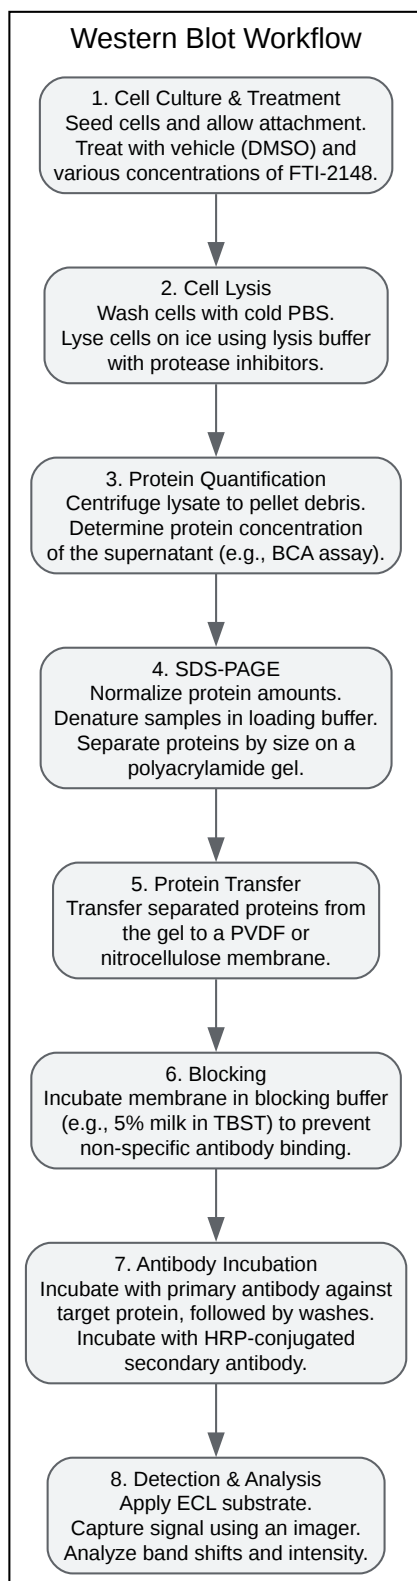 Western Blot Workflow
1. Cell Culture & Treatment
Seed cells and allow attachment.
Treat with vehicle (DMSO) and
various concentrations of FTI-2148.
2. Cell Lysis
Wash cells with cold PBS.
Lyse cells on ice using lysis buffer
with protease inhibitors.
3. Protein Quantification
Centrifuge lysate to pellet debris.
Determine protein concentration
of the supernatant (e.g., BCA assay).
4. SDS-PAGE
Normalize protein amounts.
Denature samples in loading buffer.
Separate proteins by size on a
polyacrylamide gel.
5. Protein Transfer
Transfer separated proteins from
the gel to a PVDF or
nitrocellulose membrane.
6. Blocking
Incubate membrane in blocking buffer
(e.g., 5% milk in TBST) to prevent
non-specific antibody binding.
7. Antibody Incubation
Incubate with primary antibody against
target protein, followed by washes.
Incubate with HRP-conjugated
secondary antibody.
8. Detection & Analysis
Apply ECL substrate.
Capture signal using an imager.
Analyze band shifts and intensity.